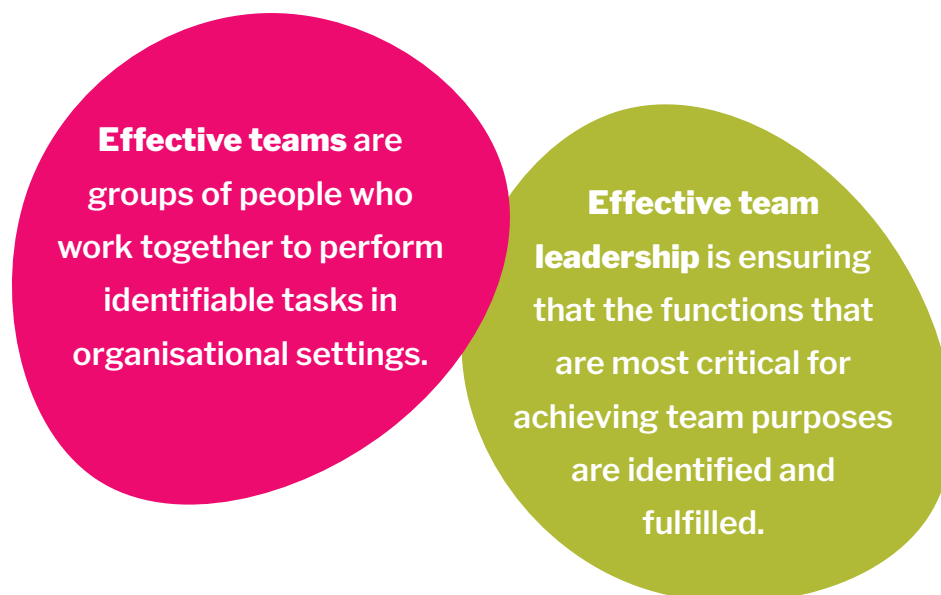 Effective teams are
groups of people who
work together to perform
identifiable tasks in
organisational settings.
Effective team
leadership is ensuring
that the functions that
are most critical for
achieving team purposes
are identified and
fulfilled.